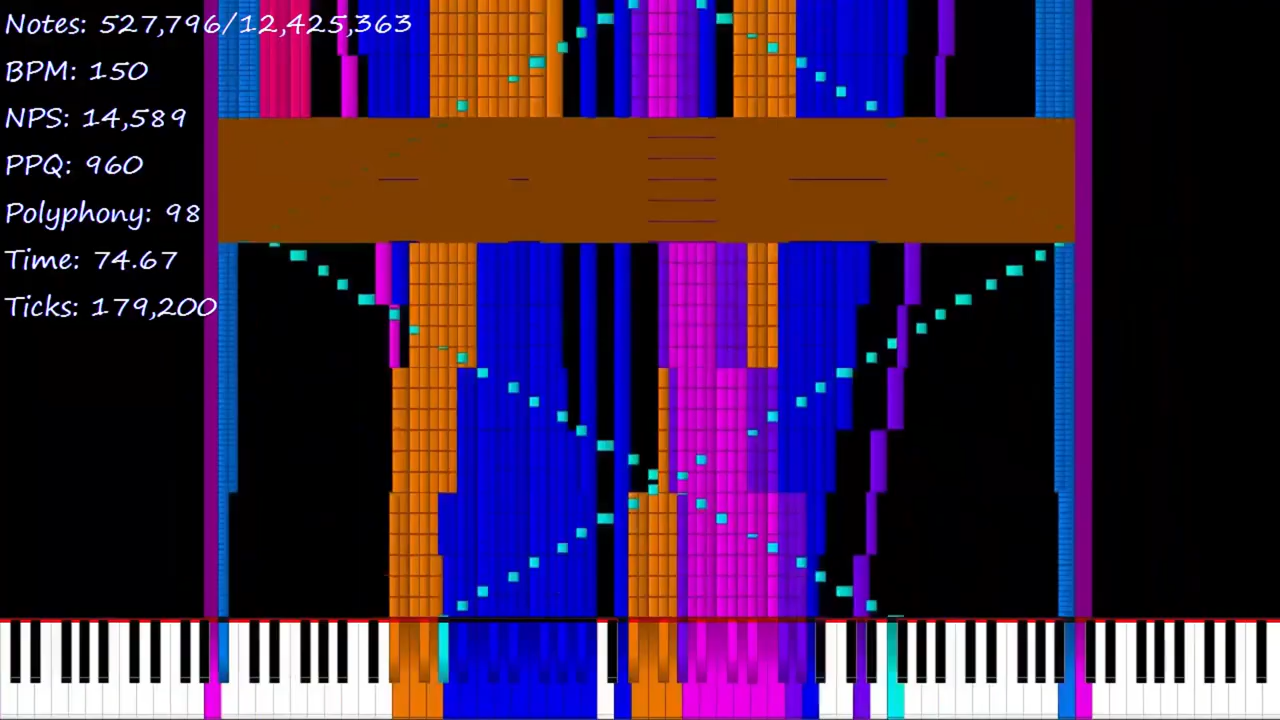 Notes: 527,796/12,425,363
BPM: 150
NPS: 14,589
PPQ: 960
Polyphony: 98
Time: 74.67
Ticks: 179,200